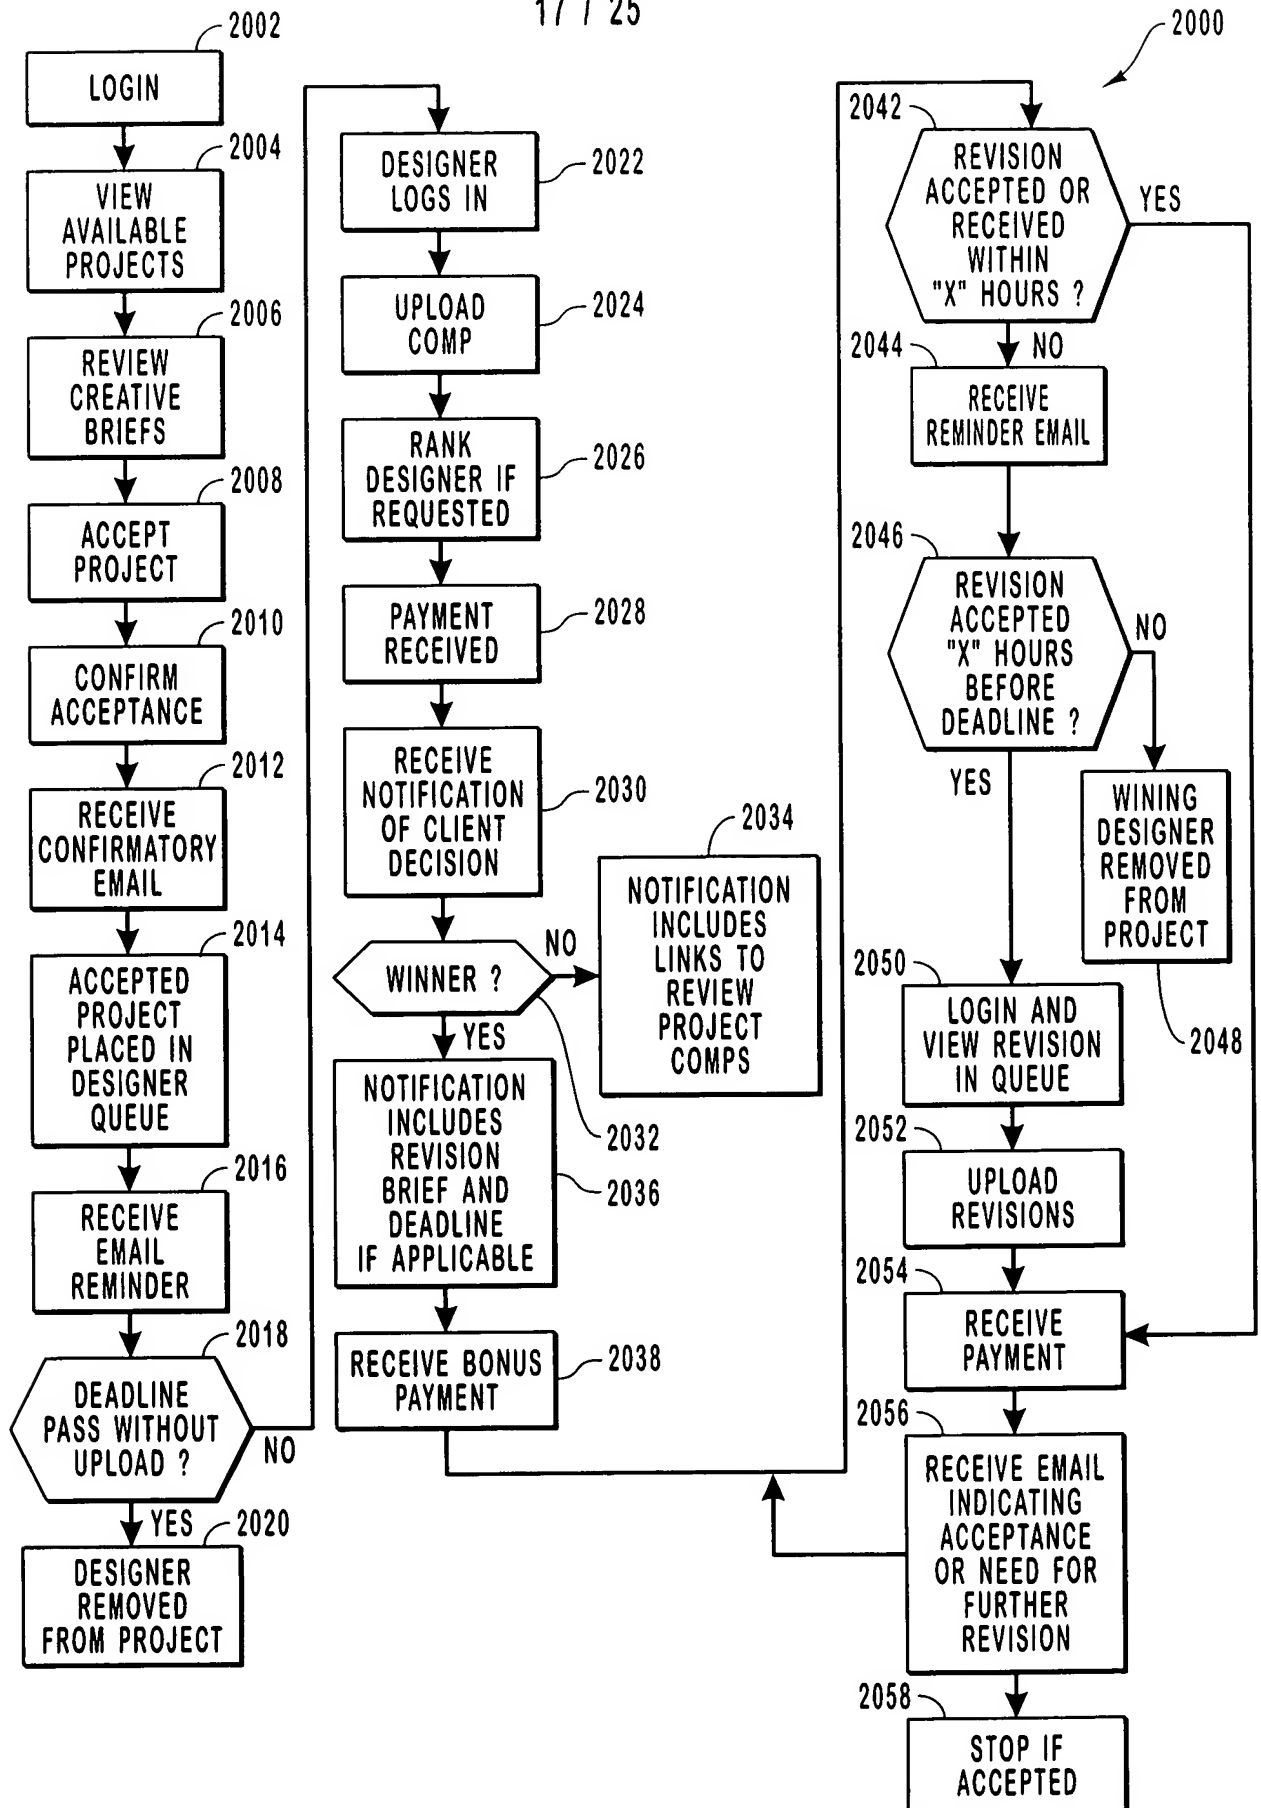 17 / 25
2000
2002
LOGIN
2004
VIEW
AVAILABLE
PROJECTS
2006
REVIEW
CREATIVE
BRIEFS
2008
ACCEPT
PROJECT
2010
CONFIRM
ACCEPTANCE
2012
RECEIVE
CONFIRMATORY
EMAIL
2014
ACCEPTED
PROJECT
PLACED IN
DESIGNER
QUEUE
2016
RECEIVE
EMAIL
REMINDER
2018
DEADLINE
PASS WITHOUT
UPLOAD ?
NO
YES
2020
DESIGNER
REMOVED
FROM PROJECT
DESIGNER
LOGS IN
2022
UPLOAD
COMP
2024
RANK
DESIGNER IF
REQUESTED
2026
PAYMENT
RECEIVED
2028
RECEIVE
NOTIFICATION
OF CLIENT
DECISION
2030
WINNER ?
NO
2032
2034
NOTIFICATION
INCLUDES
LINKS TO
REVIEW
PROJECT
COMPS
YES
NOTIFICATION
INCLUDES
REVISION
BRIEF AND
DEADLINE
IF APPLICABLE
2036
RECEIVE BONUS
PAYMENT
2038
2042
REVISION
ACCEPTED OR
RECEIVED
WITHIN
"X" HOURS ?
YES
NO
2044
RECEIVE
REMINDER EMAIL
2046
REVISION
ACCEPTED
"X" HOURS
BEFORE
DEADLINE ?
NO
YES
WINING
DESIGNER
REMOVED
FROM
PROJECT
2048
2050
LOGIN AND
VIEW REVISION
IN QUEUE
2052
UPLOAD
REVISIONS
2054
RECEIVE
PAYMENT
2056
RECEIVE EMAIL
INDICATING
ACCEPTANCE
OR NEED FOR
FURTHER
REVISION
2058
STOP IF
ACCEPTED